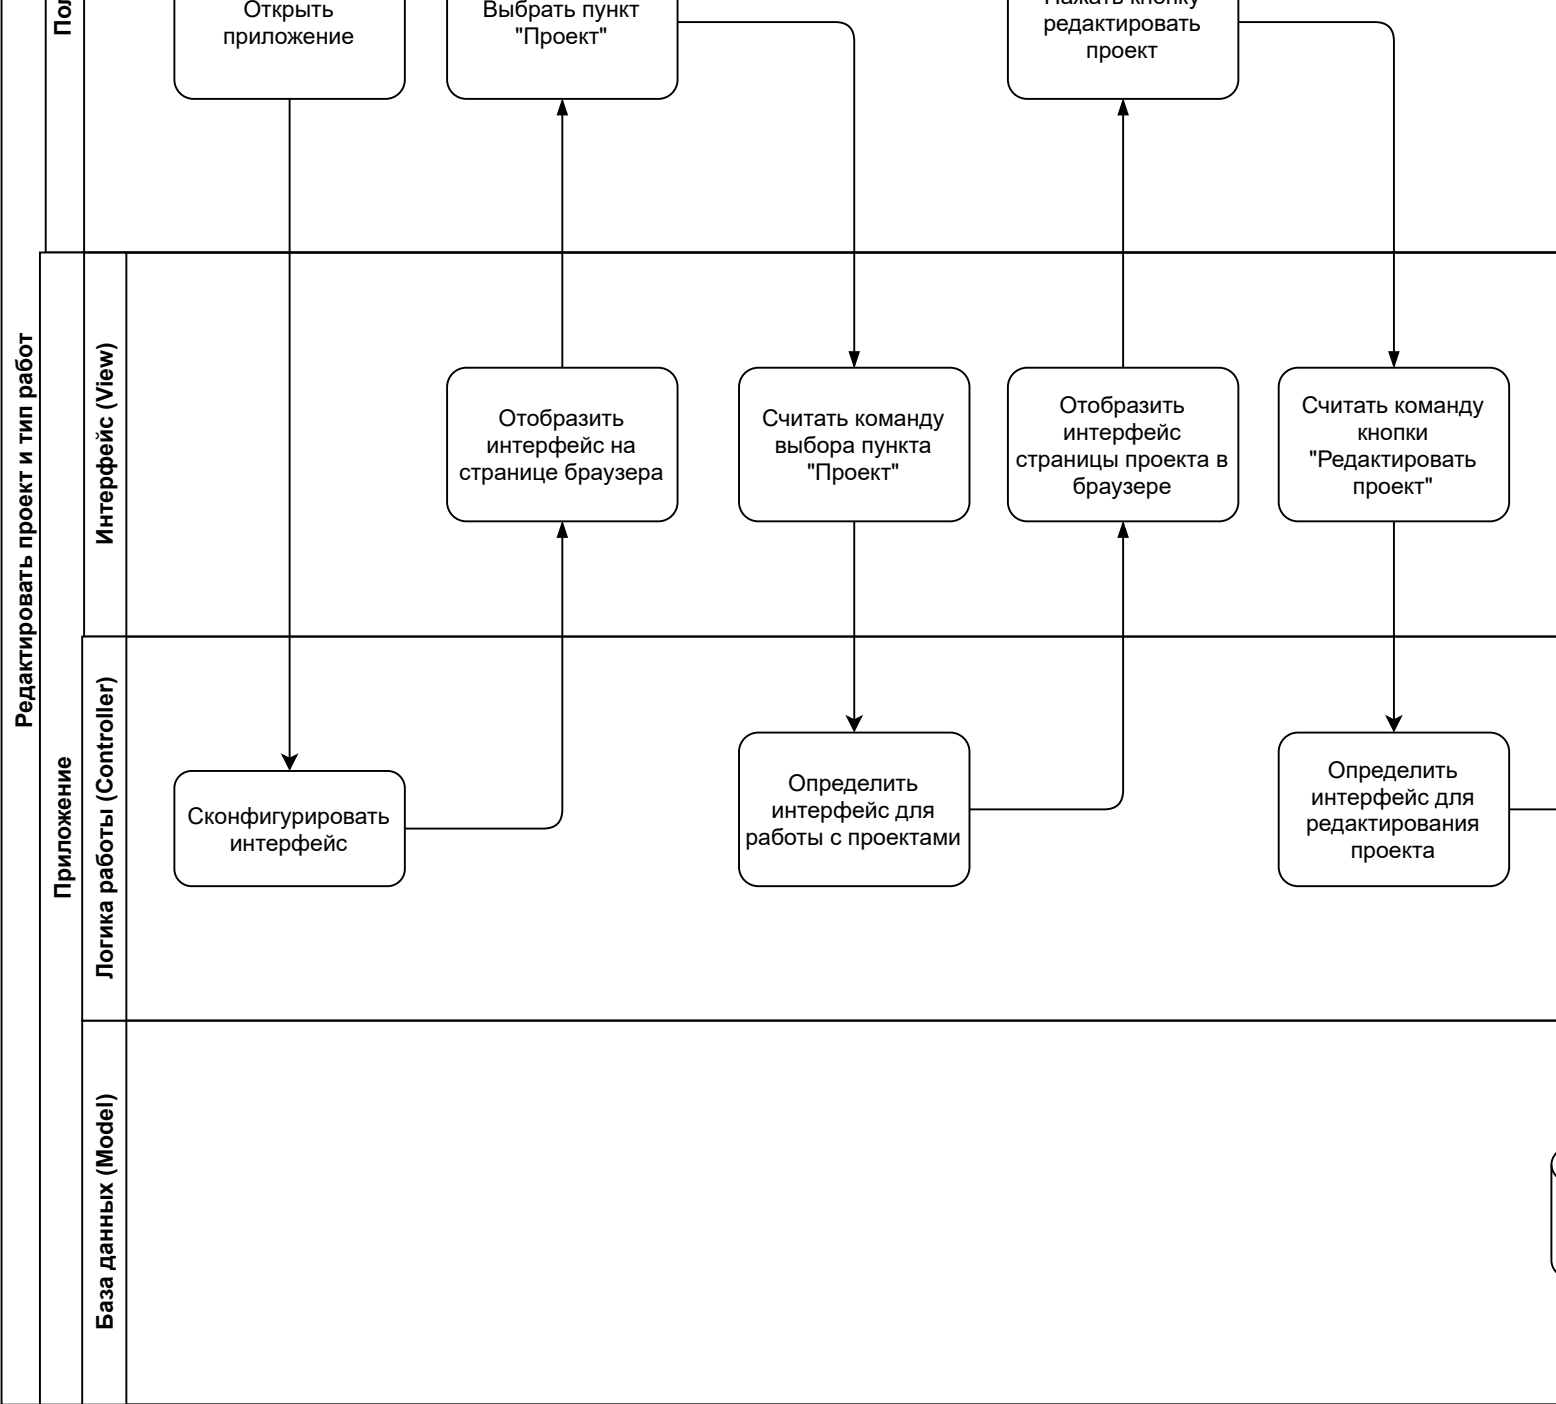 Открыть
приложение
Выбрать пункт
"Проект"
Нажать кнопку
редактировать
проект
Редактировать проект и тип работ
Приложение
Интерфейс (View)
Отобразить
интерфейс на
странице браузера
Считать команду
выбора пункта
"Проект"
Отобразить
интерфейс
страницы проекта в
браузере
Считать команду
кнопки
"Редактировать
проект"
Логика работы (Controller)
Сконфигурировать
интерфейс
Определить
интерфейс для
работы с проектами
Определить
интерфейс для
редактирования
проекта
База данных (Model)